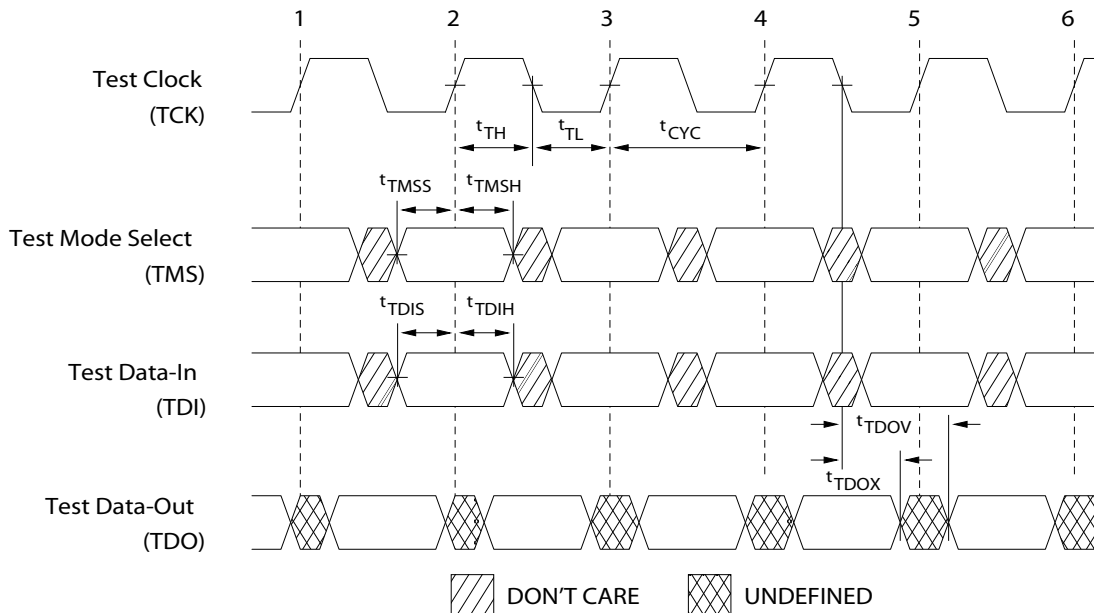 1 2 3 4 5 6
Test Clock
(TCK)
tTH tTL tCYC
tTMSS tTMSH
Test Mode Select
(TMS)
tTDIS tTDIH
Test Data-In
(TDI)
tTDOV
tTDOX
Test Data-Out
(TDO)
DON'T CARE UNDEFINED